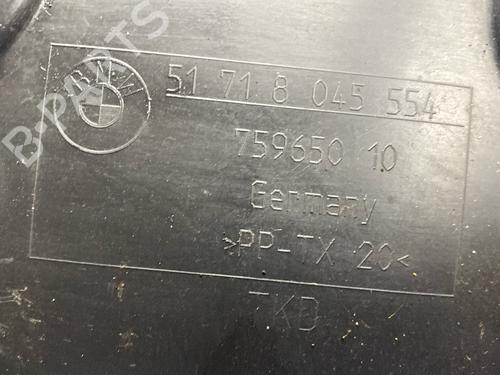 BMW
51 71 8 045 554
759650 10
Germany
>PP-TX 20<
TKD
B-PARTS